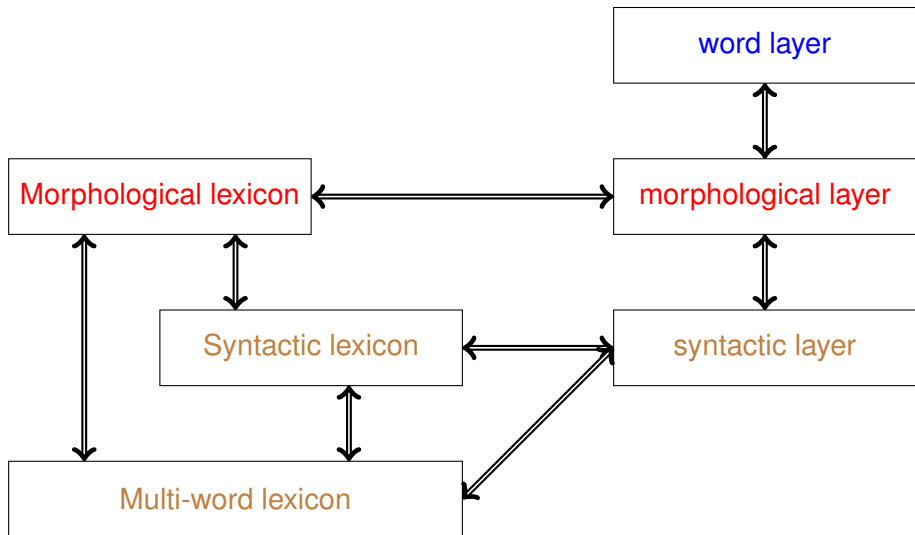 word layer
Morphological lexicon
morphological layer
Syntactic lexicon
syntactic layer
Multi-word lexicon